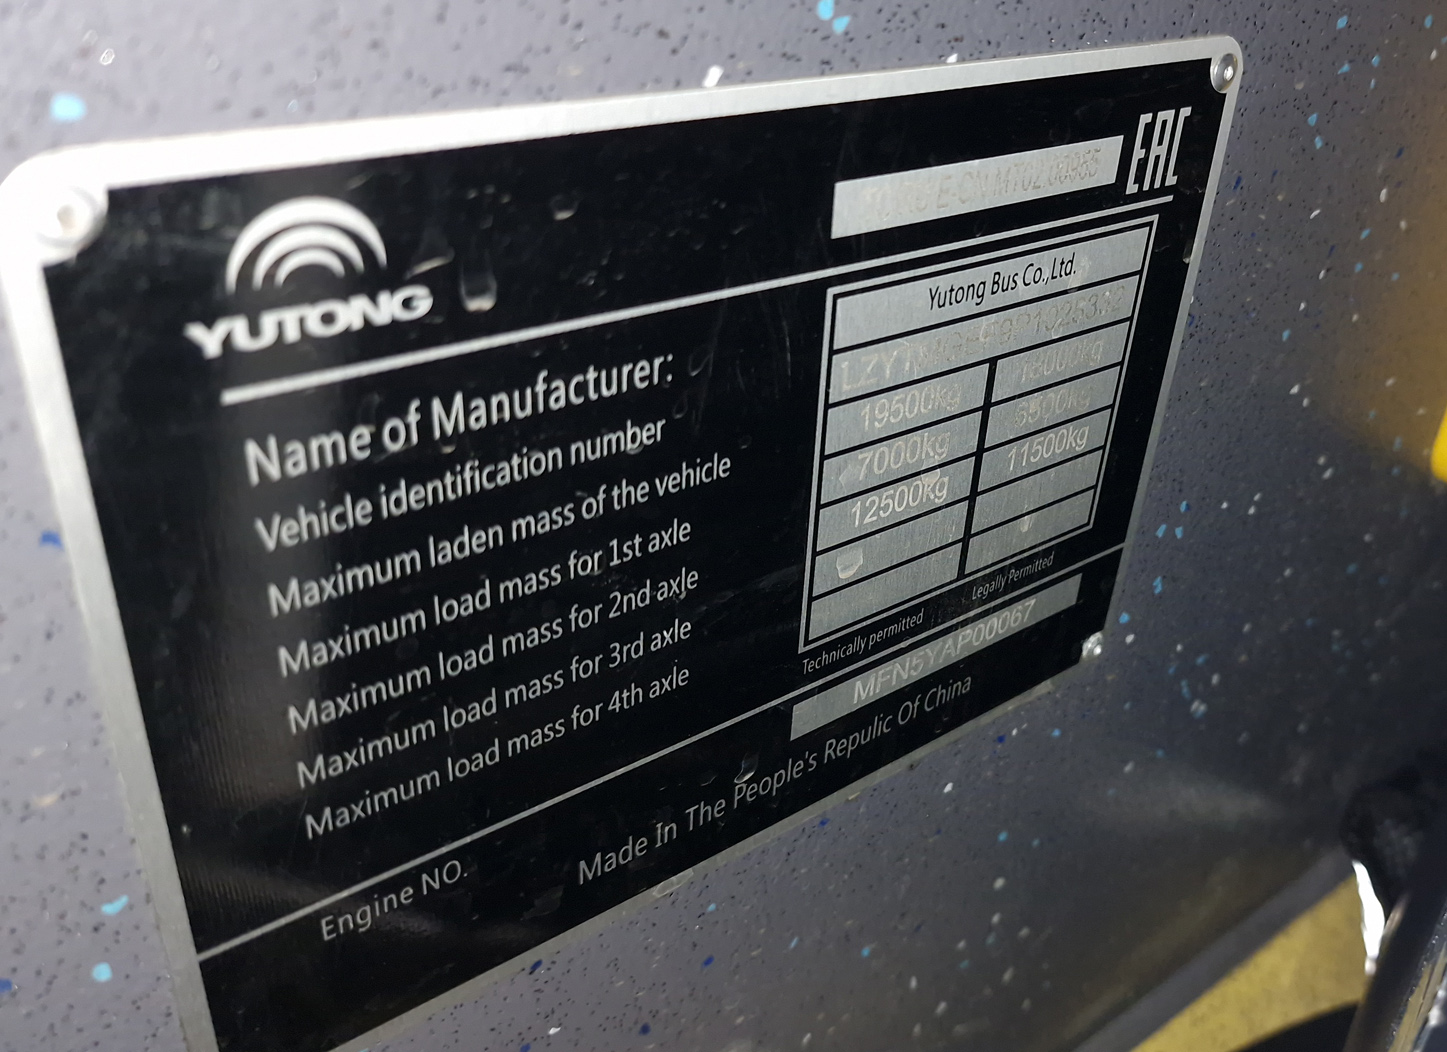 EAC
YUTONG
Name of Manufacturer: Yutong Bus Co.,Ltd.
Vehicle identification number
Maximum laden mass of the vehicle 19500kg 18000kg
Maximum load mass for 1st axle 7000kg 6500kg
Maximum load mass for 2nd axle 12500kg 11500kg
Maximum load mass for 3rd axle
Maximum load mass for 4th axle
Technically permitted Legally Permitted
Engine NO. MFN5YAP00067
Made In The People's Repulic Of China